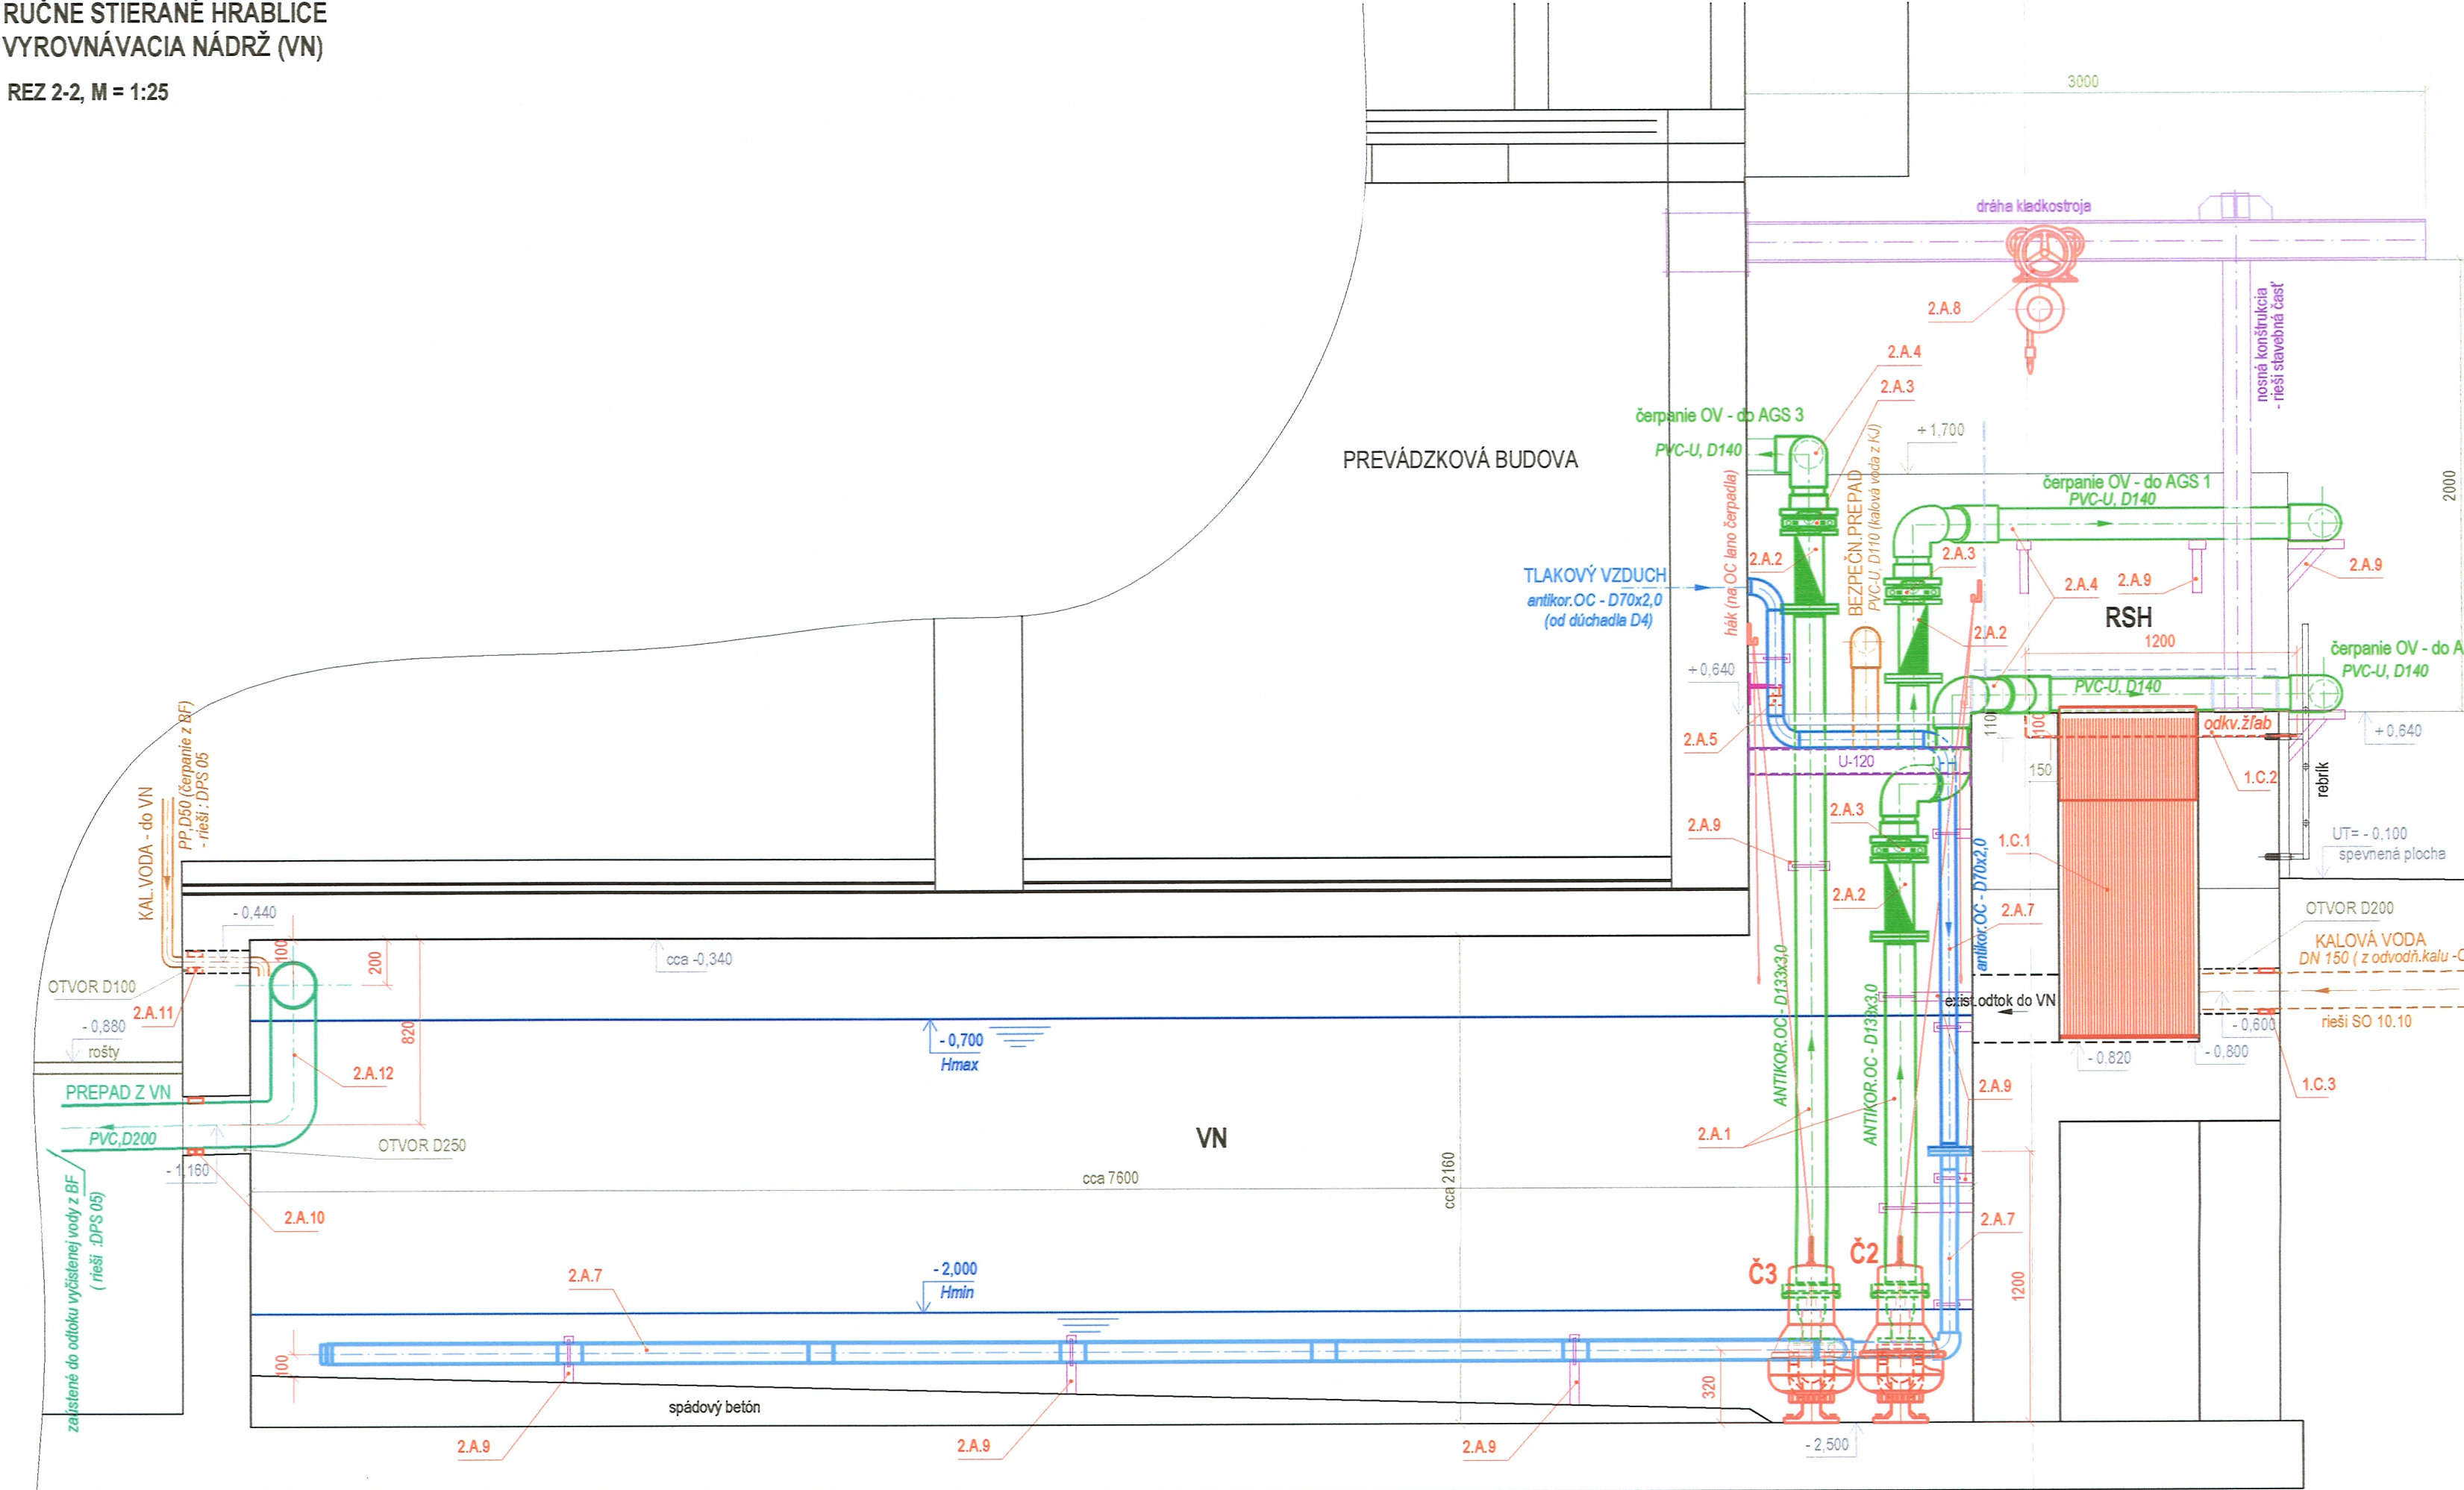 RUČNE STIERANÉ HRABLICE
VYROVNÁVACIA NÁDRŽ (VN)
REZ 2-2, M = 1:25
3000
dráha kladkostroja
2.A.8
nosná konštrukcia
- rieši stavebná časť
2000
2.A.4
2.A.3
čerpanie OV - do AGS 3
PVC-U, D140
+ 1,700
PREVÁDZKOVÁ BUDOVA
hák (na OC lano čerpadla)
BEZPEČN.PREPAD
PVC-U, D110 (kalová voda z KJ)
čerpanie OV - do AGS 1
PVC-U, D140
2.A.2
2.A.3
2.A.4
2.A.9
2.A.9
TLAKOVÝ VZDUCH
antikor.OC - D70x2,0
(od dúchadla D4)
RSH
2.A.2
1200
čerpanie OV - do A
PVC-U, D140
+ 0,640
PVC-U, D140
2.A.5
110
100
odkv.žľab
+ 0,640
U-120
150
1.C.2
rebrík
KAL.VODA - do VN
PP,D50 (čerpanie z BF)
- rieši : DPS 05
2.A.3
2.A.9
1.C.1
UT= - 0,100
spevnená plocha
2.A.2
antikor.OC - D70x2,0
2.A.7
OTVOR D200
- 0,440
100
200
cca -0,340
KALOVÁ VODA
DN 150 ( z odvodň.kalu -
OTVOR D100
2.A.11
820
ANTIKOR.OC - D133x3,0
ANTIKOR.OC - D133x3,0
exist.odtok do VN
- 0,880
rošty
- 0,700
Hmax
- 0,600
rieši SO 10.10
- 0,820
- 0,800
2.A.12
2.A.9
1.C.3
PREPAD Z VN
PVC,D200
OTVOR D250
VN
2.A.1
- 1,160
cca 7600
cca 2160
zaústené do odtoku vyčistenej vody z BF
( rieši :DPS 05)
2.A.10
2.A.7
Č3
Č2
2.A.7
- 2,000
Hmin
1200
100
320
spádový betón
2.A.9
2.A.9
2.A.9
- 2,500